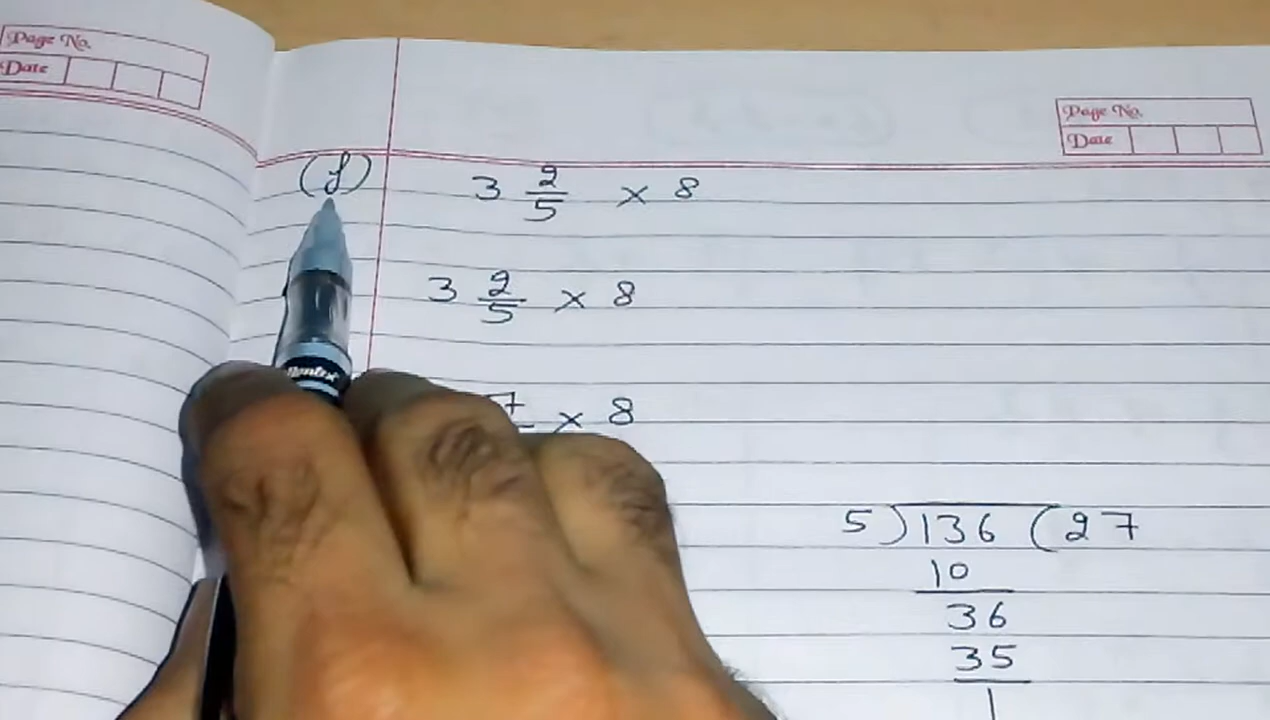 Page No.
Date
Page No.
Date
(f) 3 2/5 × 8
3 2/5 × 8
7 × 8
5)136(27
10
36
35
1